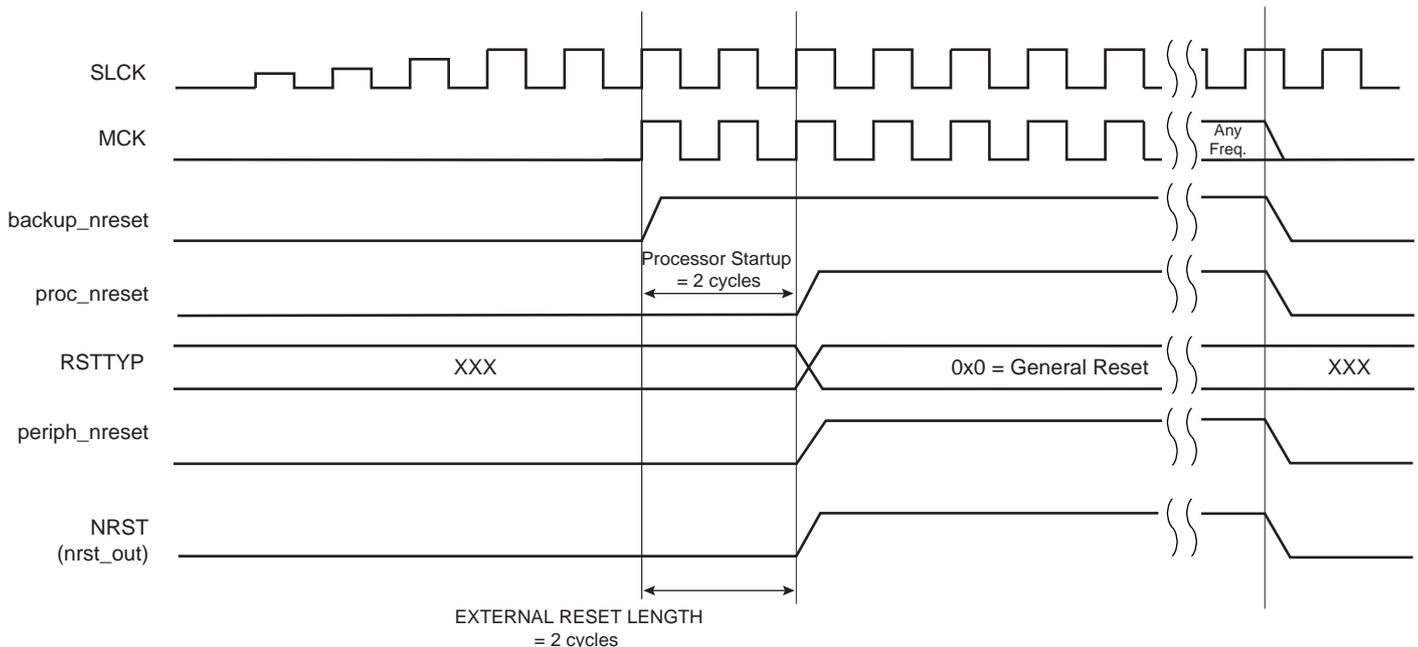 SLCK
MCK
Any
Freq.
backup_nreset
Processor Startup
= 2 cycles
proc_nreset
RSTTYP
XXX
0x0 = General Reset
XXX
periph_nreset
NRST
(nrst_out)
EXTERNAL RESET LENGTH
= 2 cycles